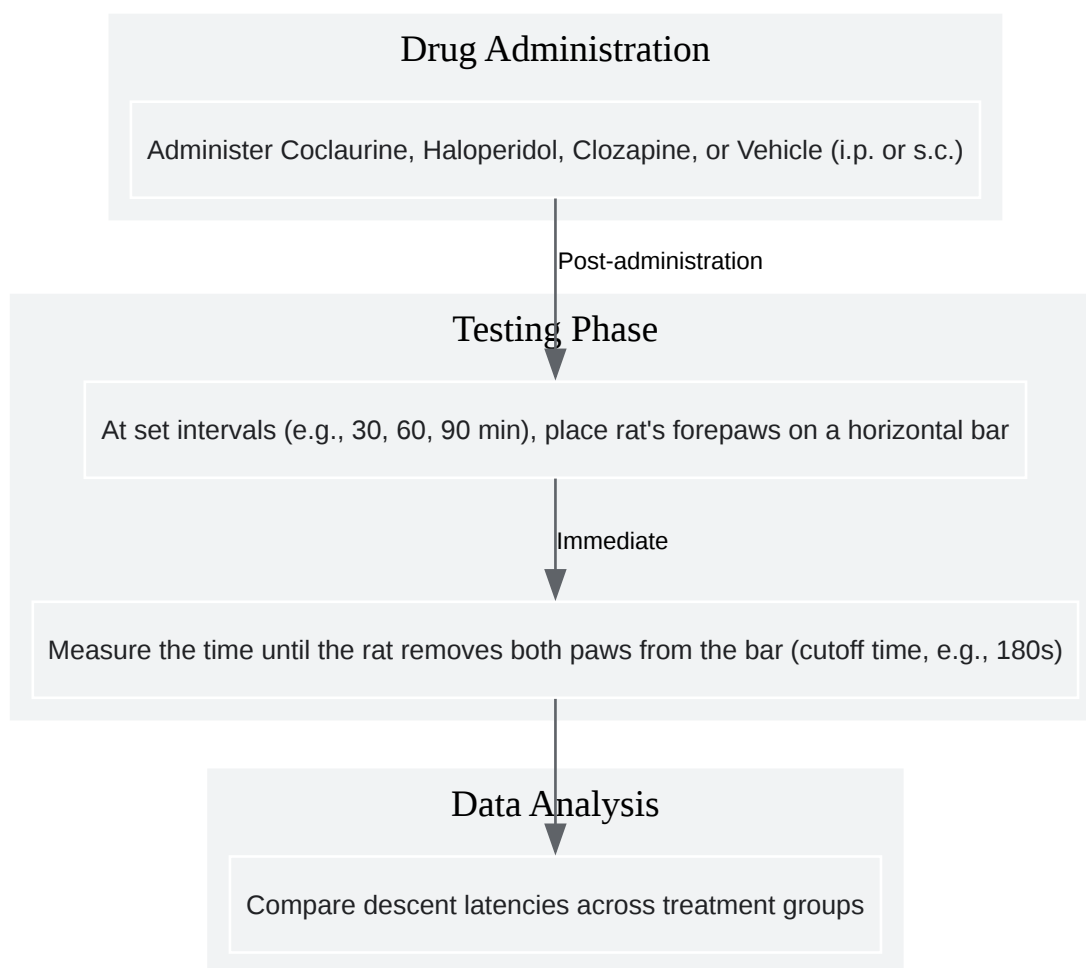 Drug Administration
Administer Coclaurine, Haloperidol, Clozapine, or Vehicle (i.p. or s.c.)
Post-administration
Testing Phase
At set intervals (e.g., 30, 60, 90 min), place rat's forepaws on a horizontal bar
Immediate
Measure the time until the rat removes both paws from the bar (cutoff time, e.g., 180s)
Data Analysis
Compare descent latencies across treatment groups